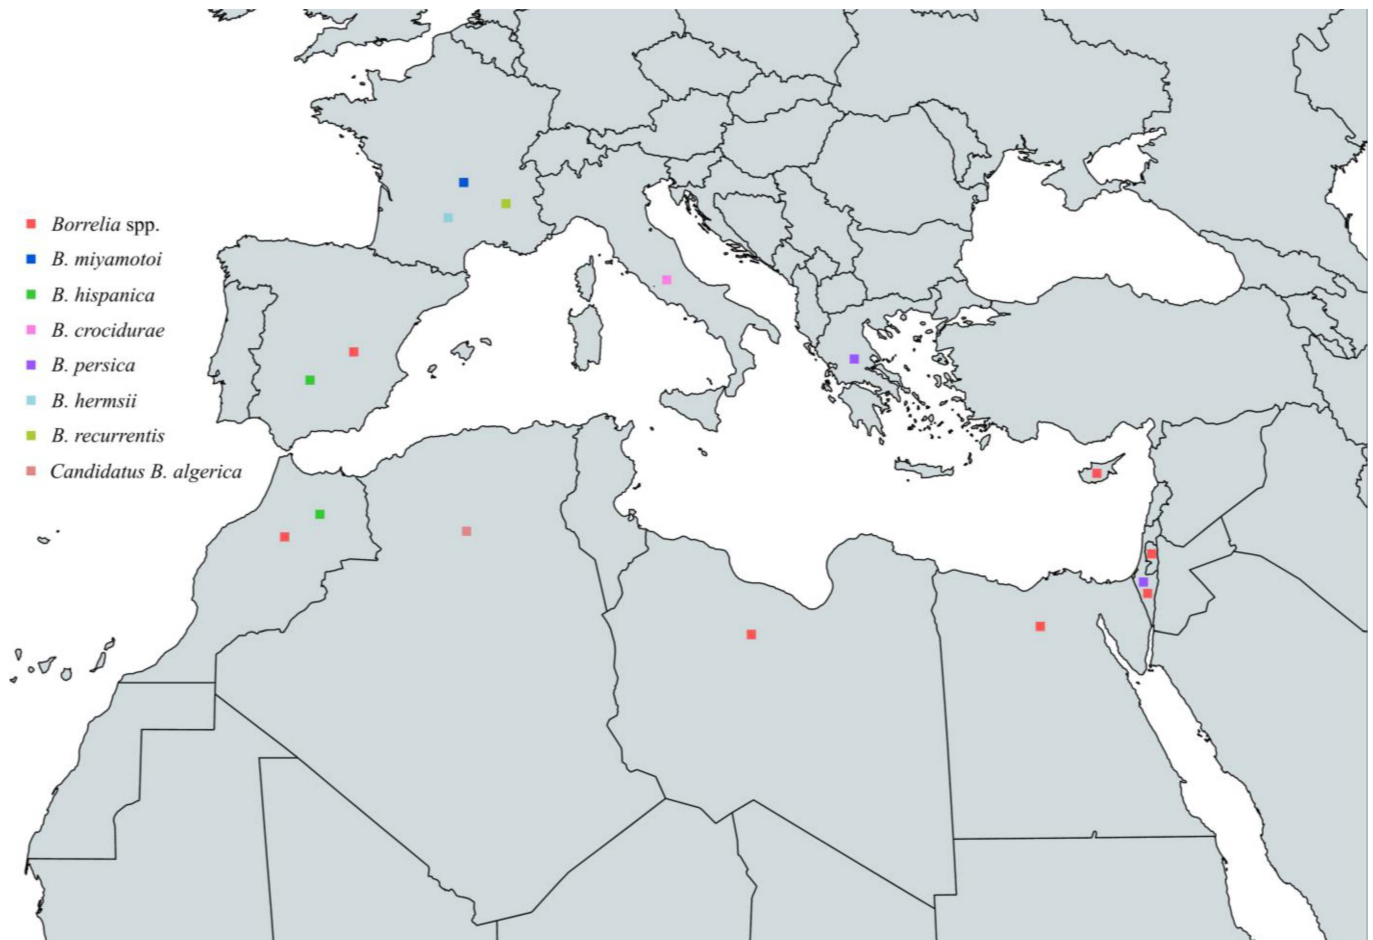 Borrelia spp.
B. miyamotoi
B. hispanica
B. crocidurae
B. persica
B. hermsii
B. recurrentis
Candidatus B. algerica